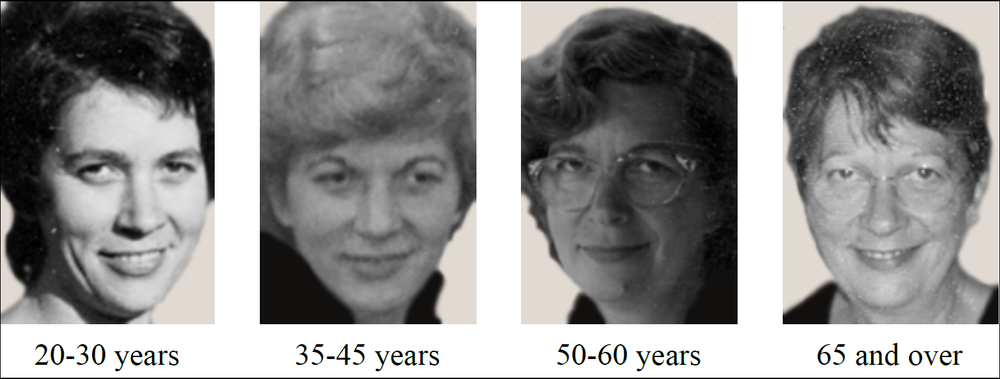 20-30 years
35-45 years
50-60 years
65 and over